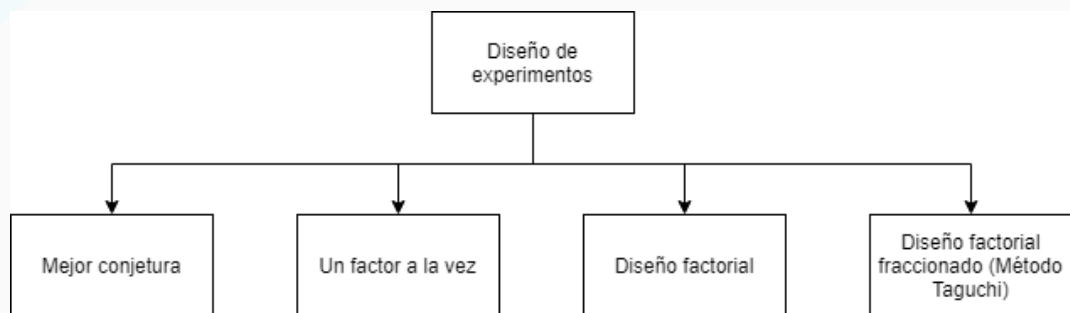 Diseño de
experimentos
Mejor conjetura
Un factor a la vez
Diseño factorial
Diseño factorial
fraccionado (Método
Taguchi)